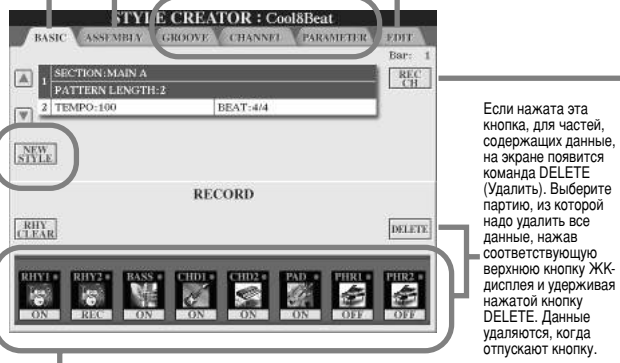 STYLE CREATOR : Cool8Beat
BASIC ASSEMBLY GROOVE CHANNEL PARAMETER EDIT
Bar: 1
1 SECTION:MAIN A
PATTERN LENGTH:2
REC CH
2 TEMPO:100 BEAT:4/4
NEW STYLE
RECORD
RHY CLEAR
DELETE
RHY1 RHY2 BASS CHD1 CHD2 PAD PHR1 PHR2
ON REC ON ON ON ON OFF OFF
Если нажата эта
кнопка, для частей,
содержащих данные,
на экране появится
команда DELETE
(Удалить). Выберите
партию, из которой
надо удалить все
данные, нажав
соответствующую
верхнюю кнопку ЖК-
дисплея и удерживая
нажатой кнопку
DELETE. Данные
удаляются, когда
отпускают кнопку.